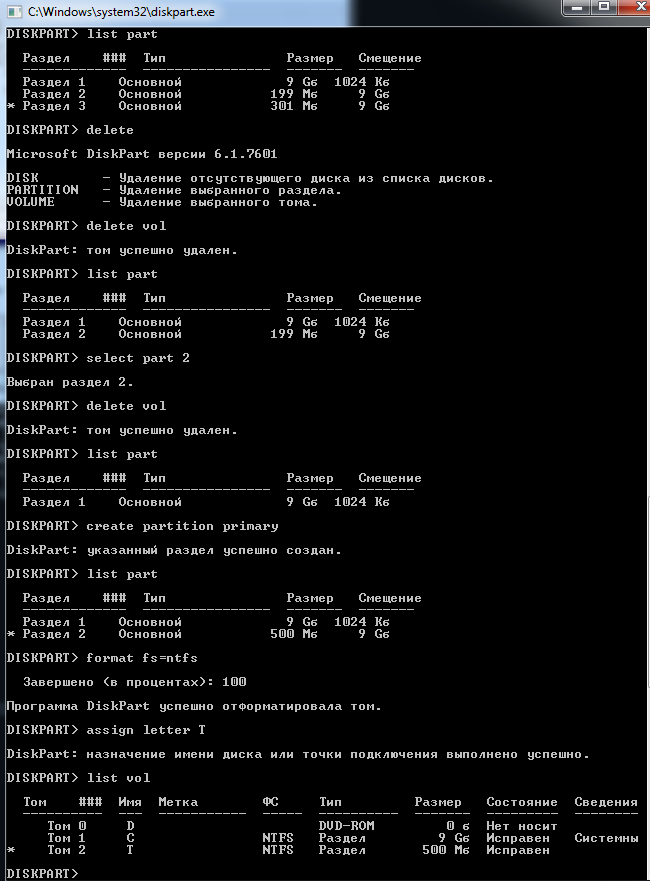 C:\Windows\system32\diskpart.exe
DISKPART> list part
Раздел ### Тип Размер Смещение
------------- ---------------- ------- -------
Раздел 1 Основной 9 Gб 1024 Kб
Раздел 2 Основной 199 Mб 9 Gб
* Раздел 3 Основной 301 Mб 9 Gб
DISKPART> delete
Microsoft DiskPart версии 6.1.7601
DISK - Удаление отсутствующего диска из списка дисков.
PARTITION - Удаление выбранного раздела.
VOLUME - Удаление выбранного тома.
DISKPART> delete vol
DiskPart: том успешно удален.
DISKPART> list part
Раздел ### Тип Размер Смещение
------------- ---------------- ------- -------
Раздел 1 Основной 9 Gб 1024 Kб
Раздел 2 Основной 199 Mб 9 Gб
DISKPART> select part 2
Выбран раздел 2.
DISKPART> delete vol
DiskPart: том успешно удален.
DISKPART> list part
Раздел ### Тип Размер Смещение
------------- ---------------- ------- -------
Раздел 1 Основной 9 Gб 1024 Kб
DISKPART> create partition primary
DiskPart: указанный раздел успешно создан.
DISKPART> list part
Раздел ### Тип Размер Смещение
------------- ---------------- ------- -------
Раздел 1 Основной 9 Gб 1024 Kб
* Раздел 2 Основной 500 Mб 9 Gб
DISKPART> format fs=ntfs
Завершено (в процентах): 100
Программа DiskPart успешно отформатировала том.
DISKPART> assign letter T
DiskPart: назначение имени диска или точки подключения выполнено успешно.
DISKPART> list vol
Том ### Имя Метка ФС Тип Размер Состояние Сведения
---------- --- ----------- ----- ---------- ------- --------- --------
Том 0 D DVD-ROM 0 б Нет носит
Том 1 C NTFS Раздел 9 Gб Исправен Системны
* Том 2 T NTFS Раздел 500 Mб Исправен
DISKPART>